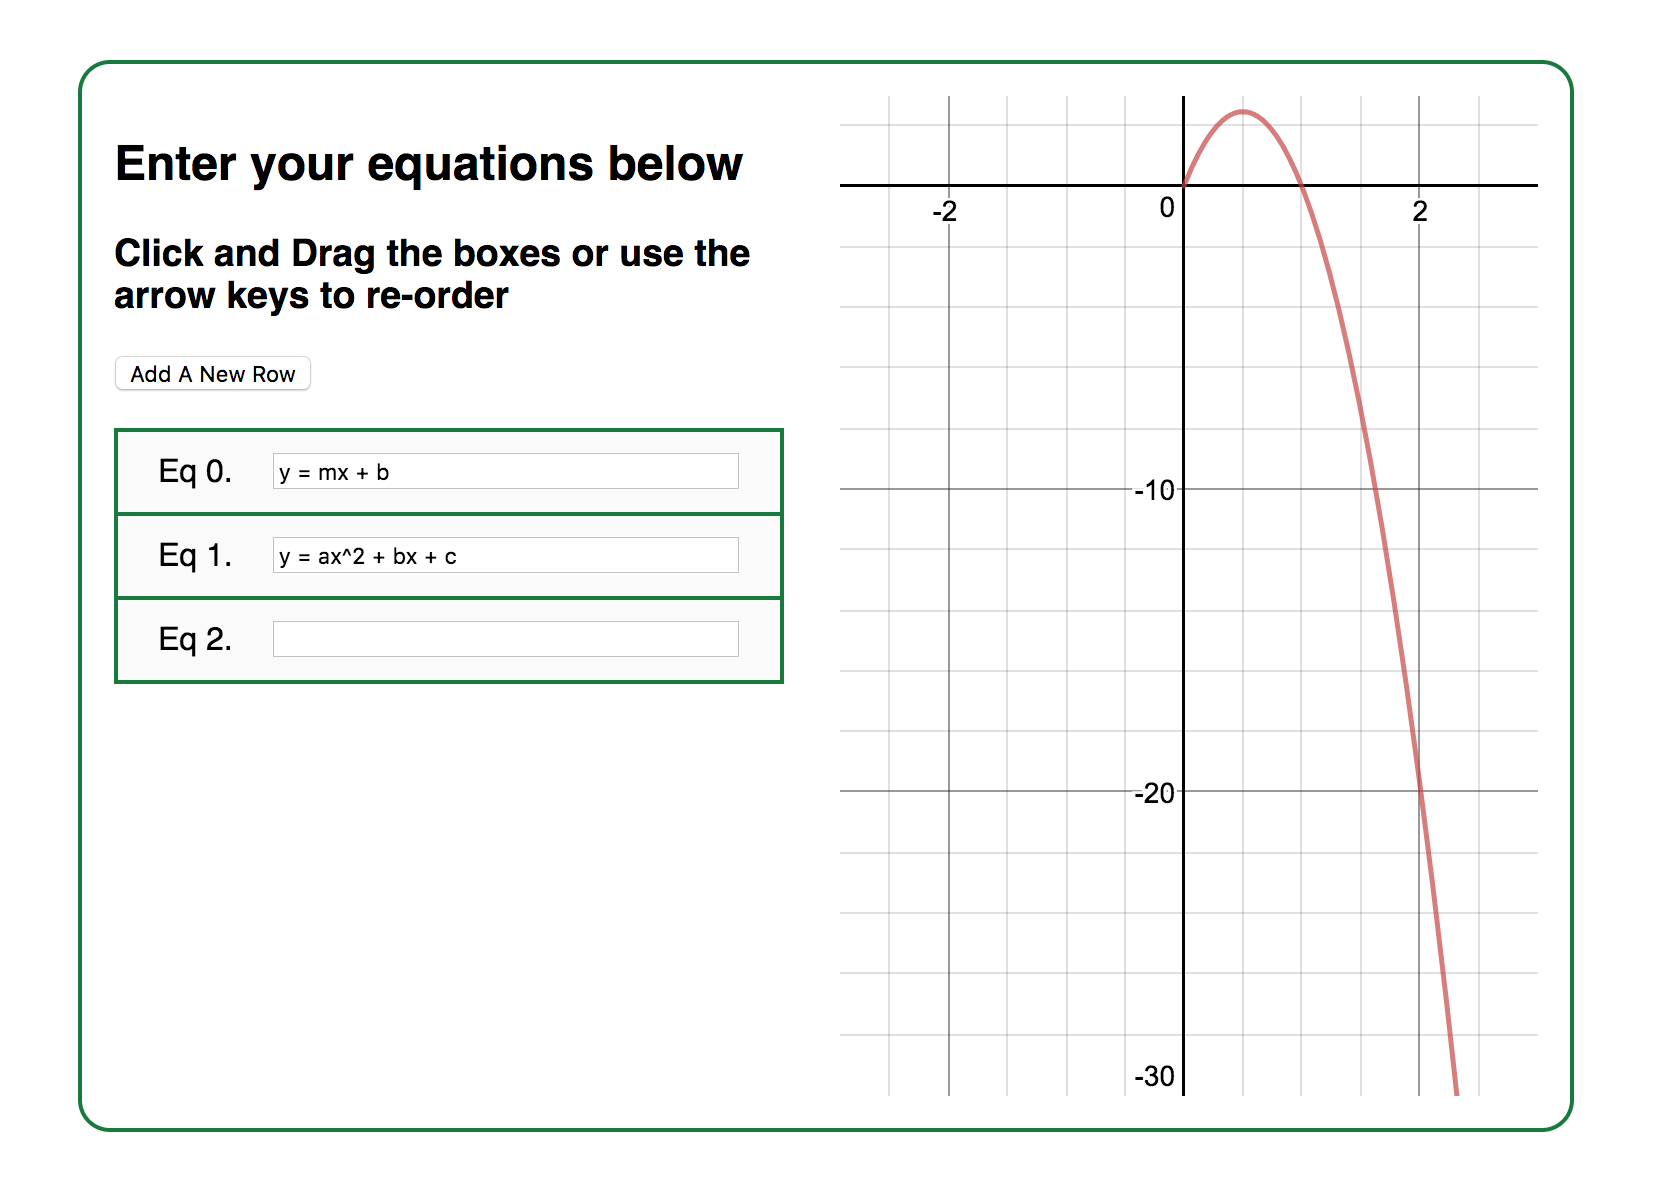 Enter your equations below
Click and Drag the boxes or use the
arrow keys to re-order
Add A New Row
Eq 0. y = mx + b
Eq 1. y = ax^2 + bx + c
Eq 2.
-2 0 2
-10
-20
-30